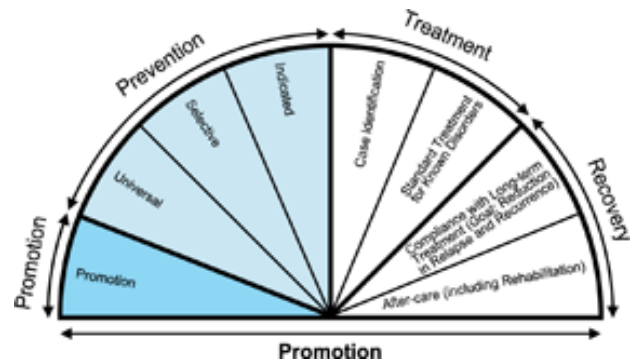 Promotion
Prevention
Treatment
Recovery
Promotion
Universal
Selective
Indicated
Case Identification
Standard Treatment
for Known Disorders
Compliance with Long-term
Treatment (Goal: Reduction
in Relapse and Recurrence)
After-care (including Rehabilitation)
Promotion